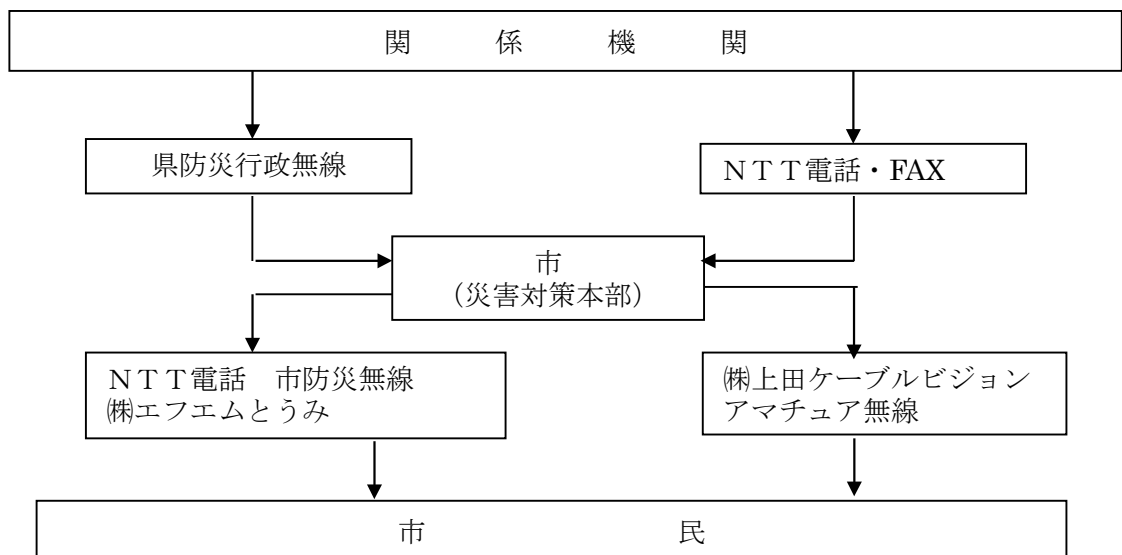 関係機関
県防災行政無線
ＮＴＴ電話・FAX
市
（災害対策本部）
ＮＴＴ電話　市防災無線
㈱エフエムとうみ
㈱上田ケーブルビジョン
アマチュア無線
市民